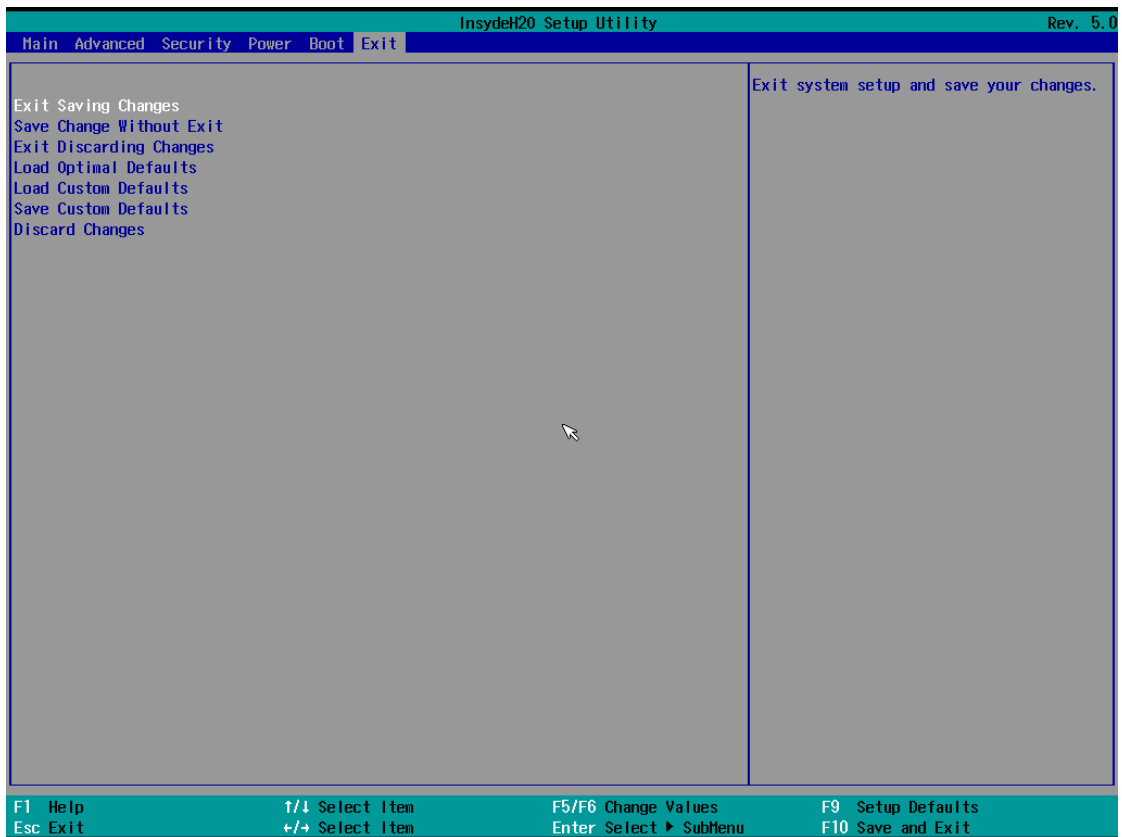 InsydeH20 Setup Utility Rev. 5.0
Main Advanced Security Power Boot Exit
Exit system setup and save your changes.
Exit Saving Changes
Save Change Without Exit
Exit Discarding Changes
Load Optimal Defaults
Load Custom Defaults
Save Custom Defaults
Discard Changes
F1 Help ↑/↓ Select Item F5/F6 Change Values F9 Setup Defaults
Esc Exit ←/→ Select Item Enter Select ▶ SubMenu F10 Save and Exit